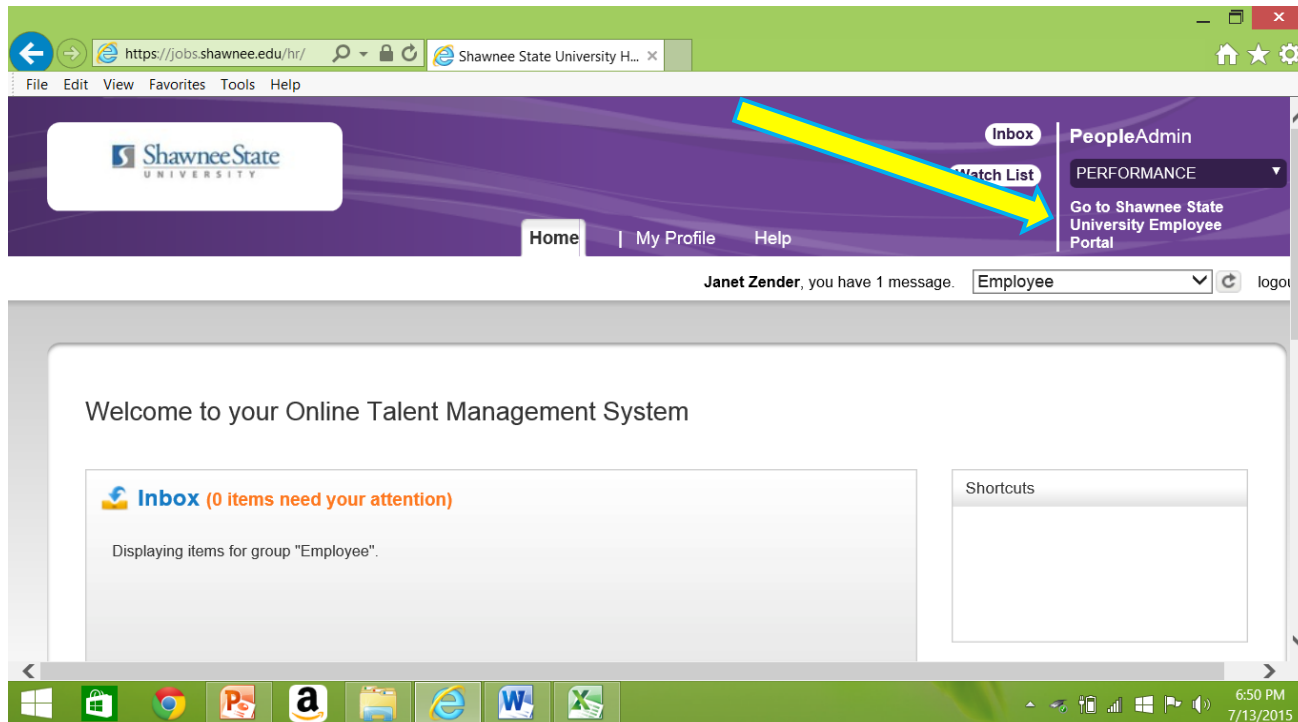 https://jobs.shawnee.edu/hr/
Shawnee State University H...
File Edit View Favorites Tools Help
Shawnee State
UNIVERSITY
Inbox
Watch List
PeopleAdmin
PERFORMANCE
Go to Shawnee State
University Employee
Portal
Home | My Profile Help
Janet Zender, you have 1 message. Employee logou
Welcome to your Online Talent Management System
Inbox (0 items need your attention)
Displaying items for group "Employee".
Shortcuts
6:50 PM
7/13/2015